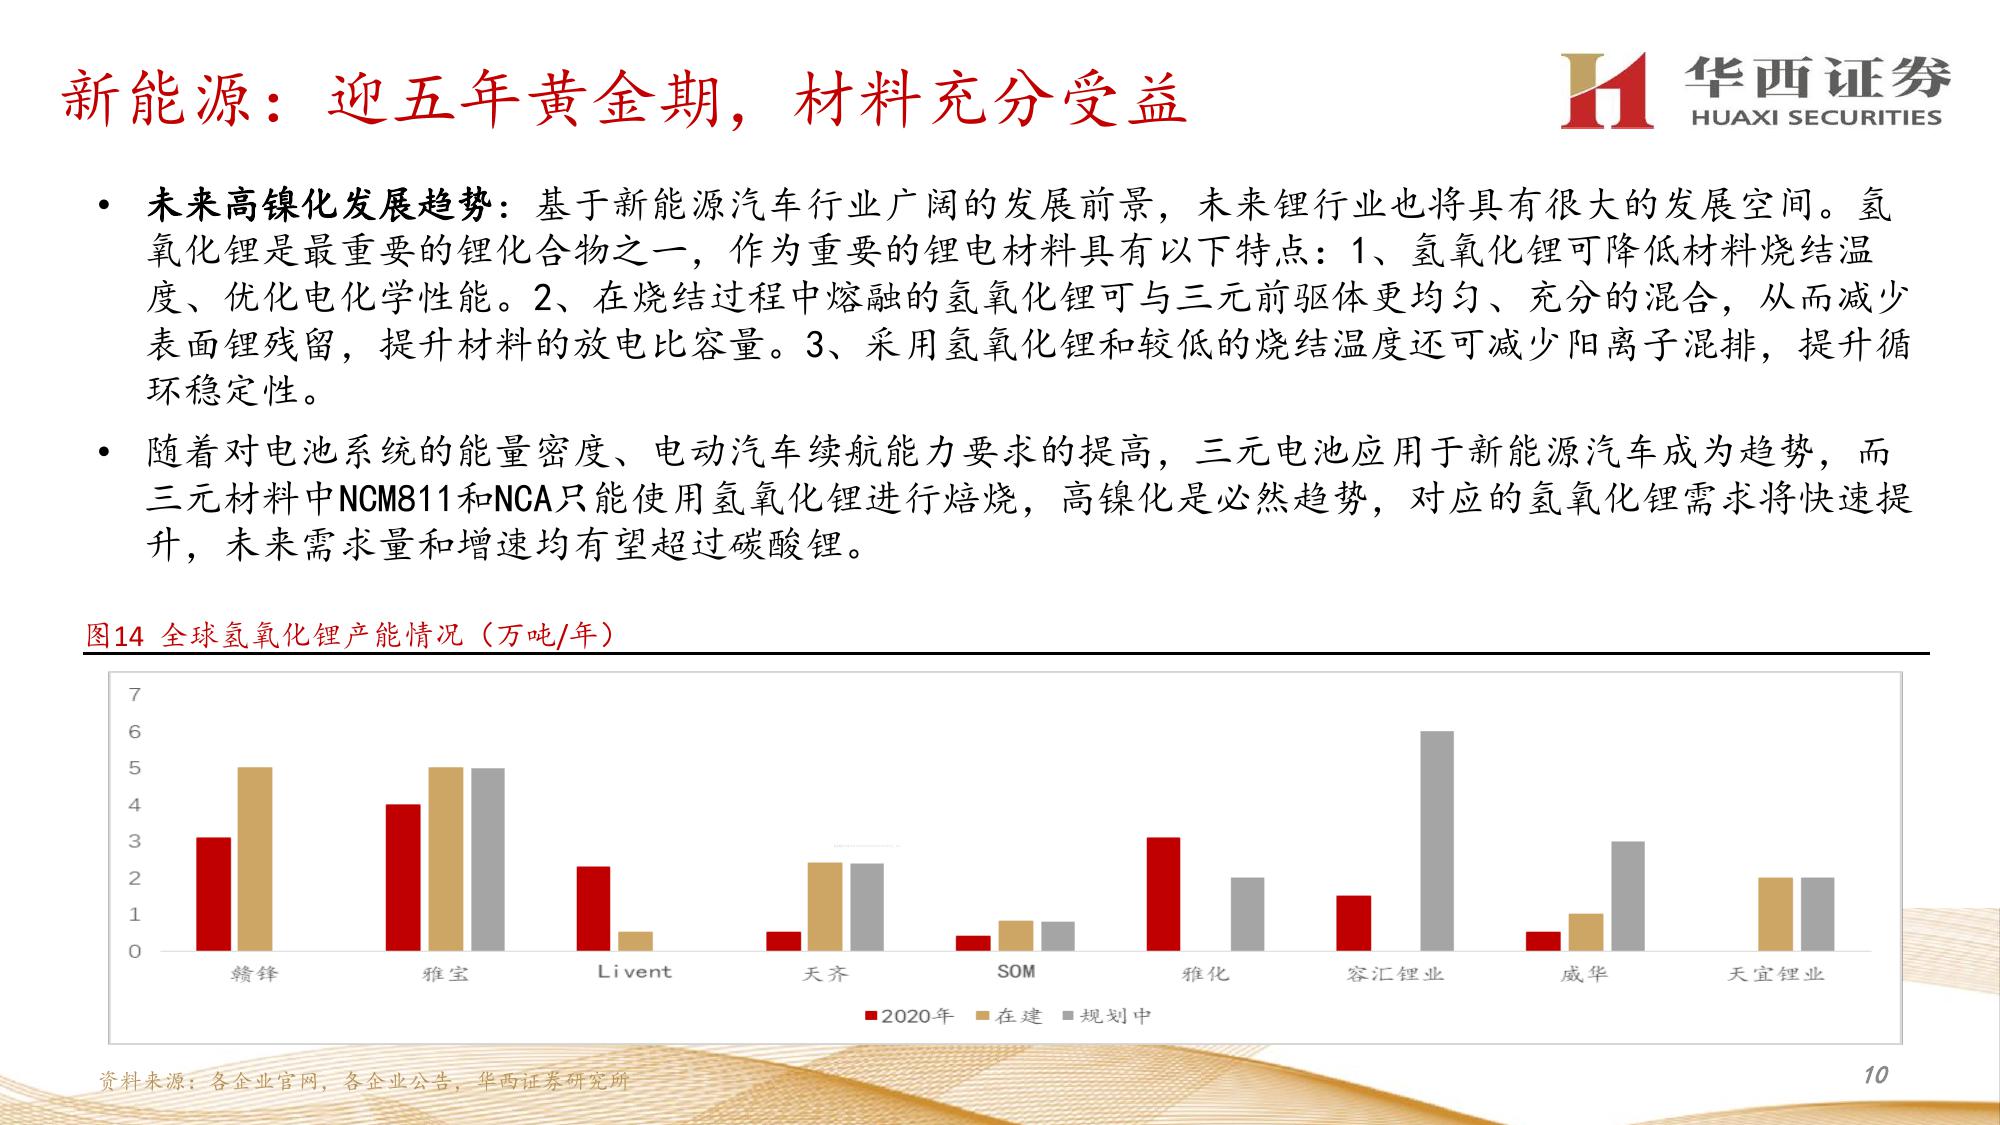 新能源：迎五年黄金期，材料充分受益
华西证券
HUAXI SECURITIES
• 未来高镍化发展趋势：基于新能源汽车行业广阔的发展前景，未来锂行业也将具有很大的发展空间。氢
氧化锂是最重要的锂化合物之一，作为重要的锂电材料具有以下特点：1、氢氧化锂可降低材料烧结温
度、优化电化学性能。2、在烧结过程中熔融的氢氧化锂可与三元前驱体更均匀、充分的混合，从而减少
表面锂残留，提升材料的放电比容量。3、采用氢氧化锂和较低的烧结温度还可减少阳离子混排，提升循
环稳定性。
• 随着对电池系统的能量密度、电动汽车续航能力要求的提高，三元电池应用于新能源汽车成为趋势，而
三元材料中NCM811和NCA只能使用氢氧化锂进行焙烧，高镍化是必然趋势，对应的氢氧化锂需求将快速提
升，未来需求量和增速均有望超过碳酸锂。
图14 全球氢氧化锂产能情况（万吨/年）
7
6
5
4
3
2
1
0
赣锋 雅宝 Livent 天齐 SQM 雅化 容汇锂业 威华 天宜锂业
2020年 在建 规划中
资料来源：各企业官网，各企业公告，华西证券研究所
10